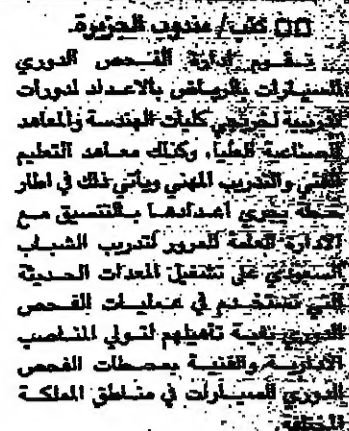 كتب/ مندوب الجزيرة.
تقوم ادارة الفحص الدوري
للسيارات بالرياض بالاعداد لدورات
تدريبية لخريجي كليات الهندسة والمعاهد
الصناعية العليا، وكذلك معاهد التعليم
الفني والتدريب المهني ويأتي ذلك في اطار
خطة يجري اعدادها بالتنسيق مع
الادارة العامة للمرور لتدريب الشباب
السعودي على تشغيل المعدات الحديثة
التي تستخدم في عمليات الفحص
الدوري بغية تأهيلهم لتولي المناصب
الادارية والفنية بمحطات الفحص
الدوري للسيارات في مناطق المملكة
المختلفة.